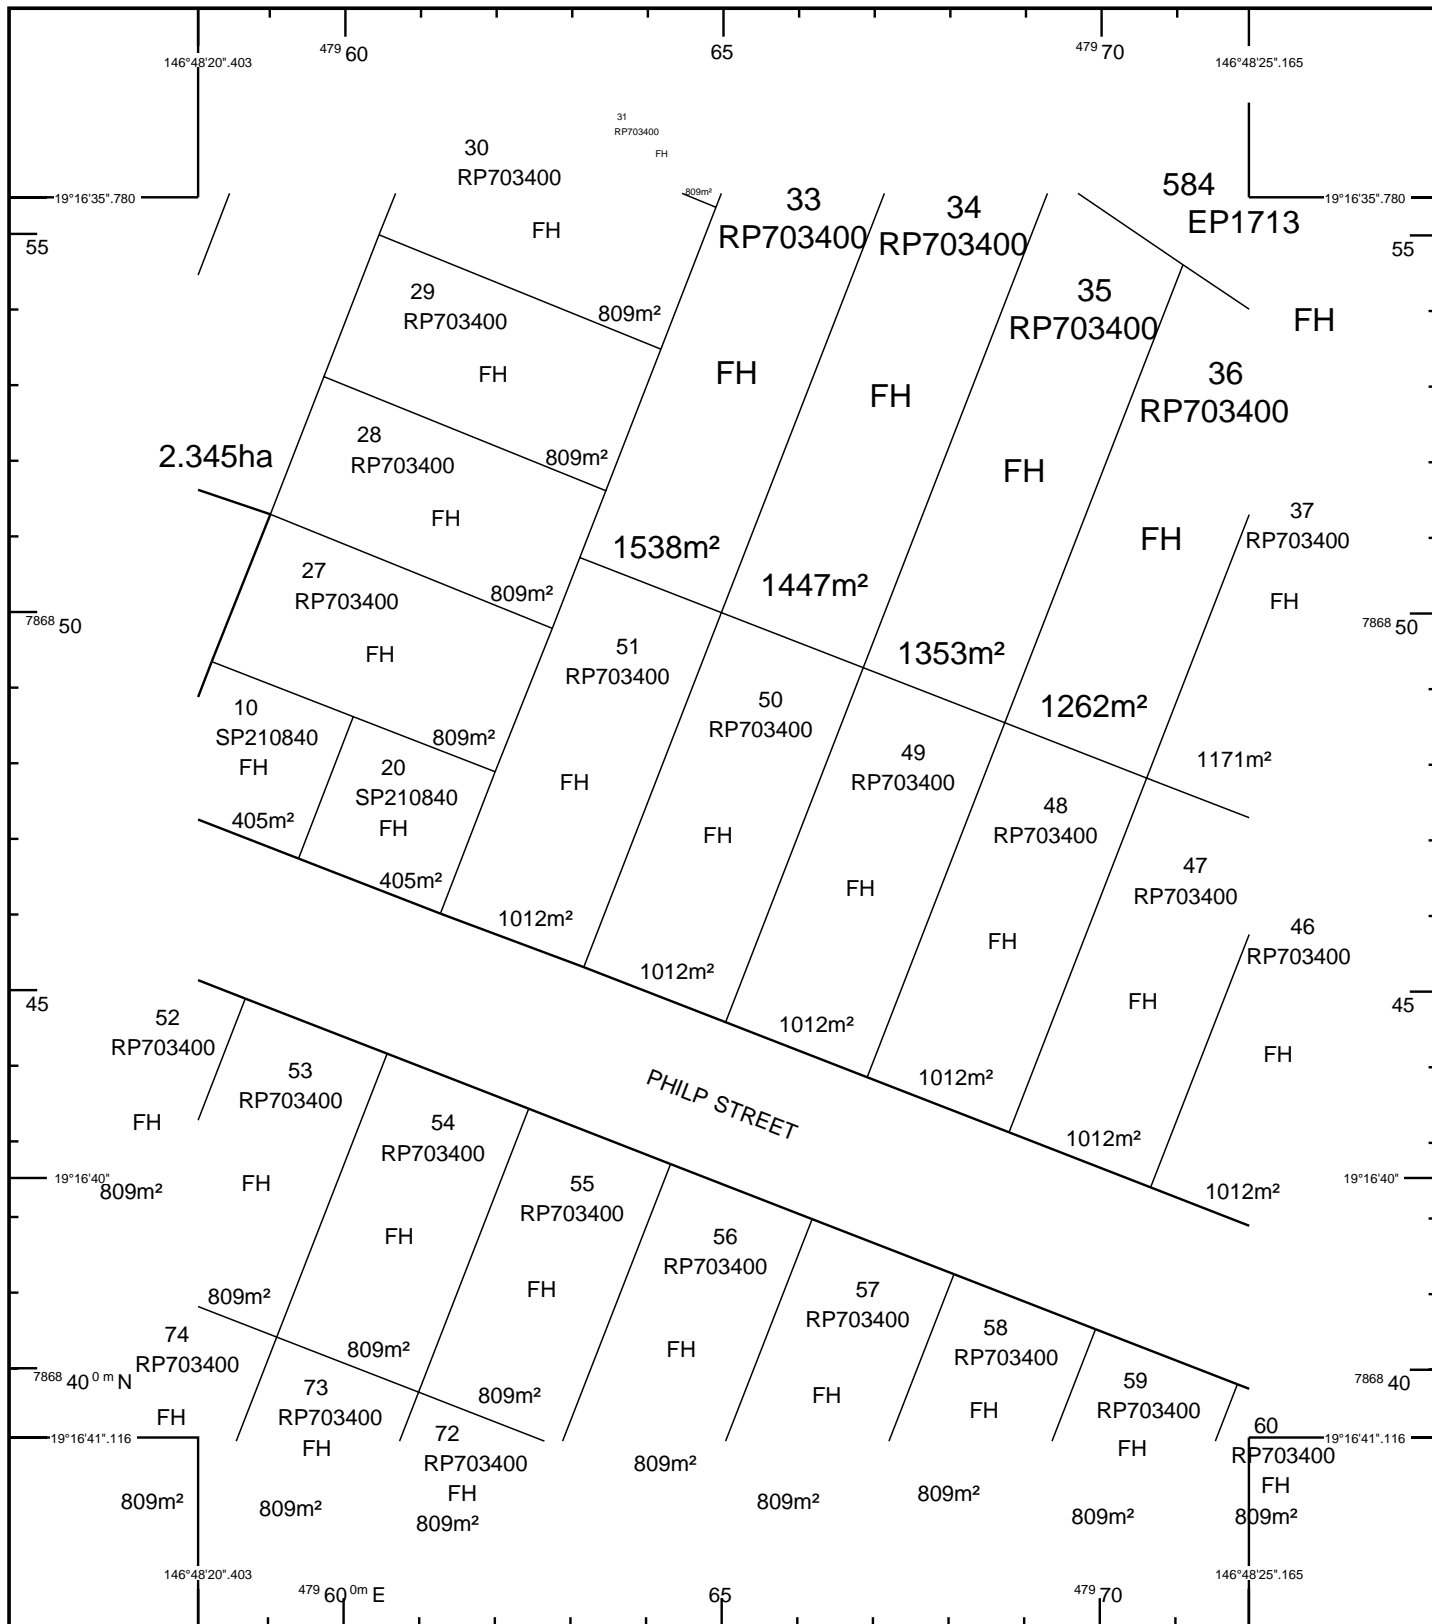 479 60
65
479 70
146°48'20".403
146°48'25".165
31
RP703400
FH
809m²
30
RP703400
FH
809m²
33
RP703400
FH
1538m²
34
RP703400
FH
1447m²
584
EP1713
FH
19°16'35".780
19°16'35".780
55
55
29
RP703400
FH
809m²
35
RP703400
FH
1353m²
36
RP703400
FH
1262m²
28
RP703400
FH
809m²
2.345ha
37
RP703400
FH
1171m²
27
RP703400
FH
809m²
7868 50
7868 50
51
RP703400
FH
1012m²
50
RP703400
FH
1012m²
10
SP210840
FH
405m²
20
SP210840
FH
405m²
49
RP703400
FH
1012m²
48
RP703400
FH
1012m²
47
RP703400
FH
1012m²
46
RP703400
FH
1012m²
45
45
PHILP STREET
52
RP703400
FH
809m²
53
RP703400
FH
809m²
54
RP703400
FH
809m²
19°16'40"
19°16'40"
55
RP703400
FH
809m²
56
RP703400
FH
809m²
57
RP703400
FH
809m²
58
RP703400
FH
809m²
59
RP703400
FH
809m²
60
RP703400
FH
809m²
74
RP703400
FH
809m²
73
RP703400
FH
809m²
72
RP703400
FH
809m²
7868 40 0 m N
7868 40
19°16'41".116
19°16'41".116
146°48'20".403
146°48'25".165
479 60 0m E
65
479 70